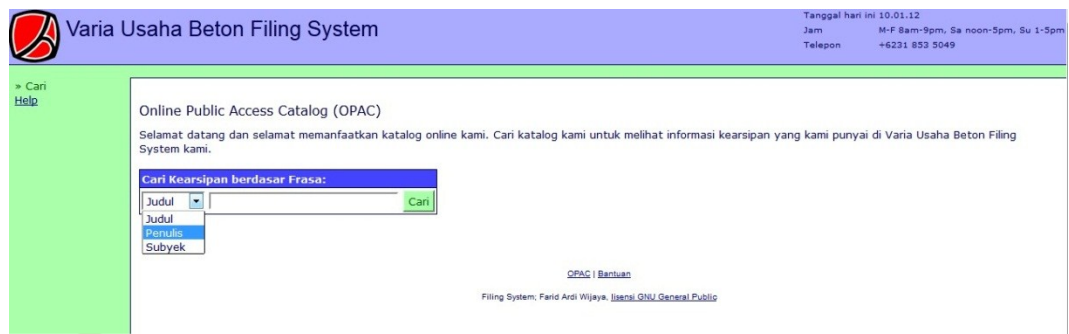 Varia Usaha Beton Filing System
Tanggal hari ini 10.01.12
Jam M-F 8am-9pm, Sa noon-5pm, Su 1-5pm
Telepon +6231 853 5049
» Cari
Help
Online Public Access Catalog (OPAC)
Selamat datang dan selamat memanfaatkan katalog online kami. Cari katalog kami untuk melihat informasi kearsipan yang kami punyai di Varia Usaha Beton Filing
System kami.
Cari Kearsipan berdasar Frasa:
Judul Cari
Judul
Penulis
Subyek
OPAC | Bantuan
Filing System; Farid Ardi Wijaya, lisensi GNU General Public